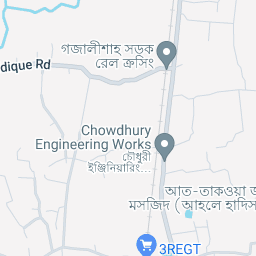 গজালীশাহ সড়ক
রেল ক্রসিং
dique Rd
Chowdhury
Engineering Works
চৌধুরী
ইঞ্জিনিয়ারিং...
আত-তাকওয়া জ
মসজিদ (আহলে হাদিস
3REGT